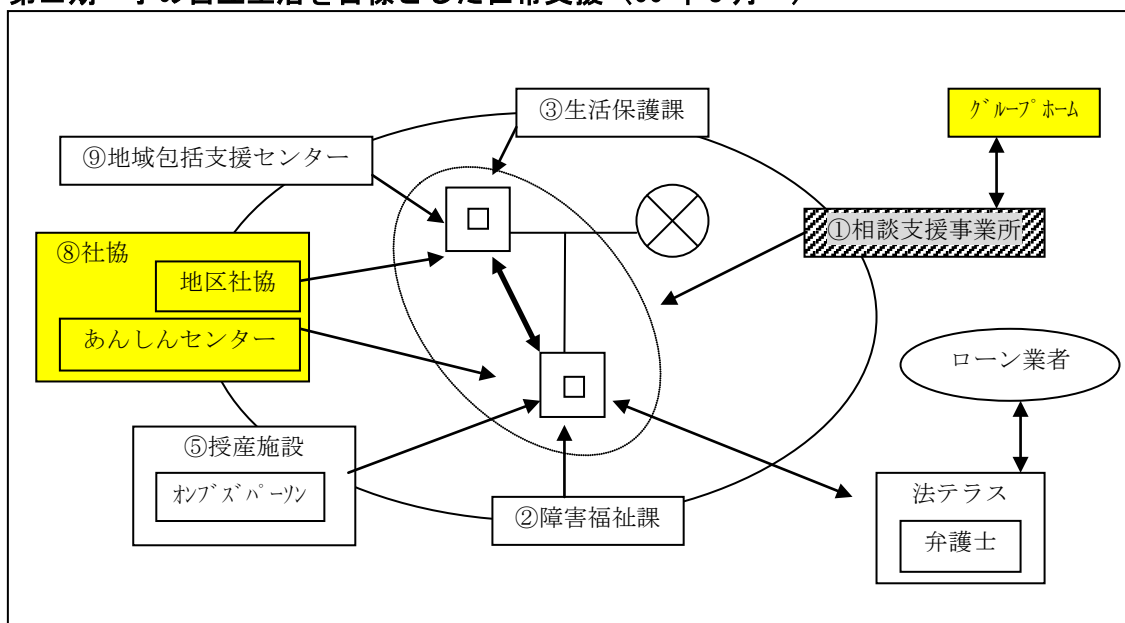 ③生活保護課
グループホーム
⑨地域包括支援センター
①相談支援事業所
⑧社協
地区社協
あんしんセンター
ローン業者
⑤授産施設
オンブズパーソン
②障害福祉課
法テラス
弁護士